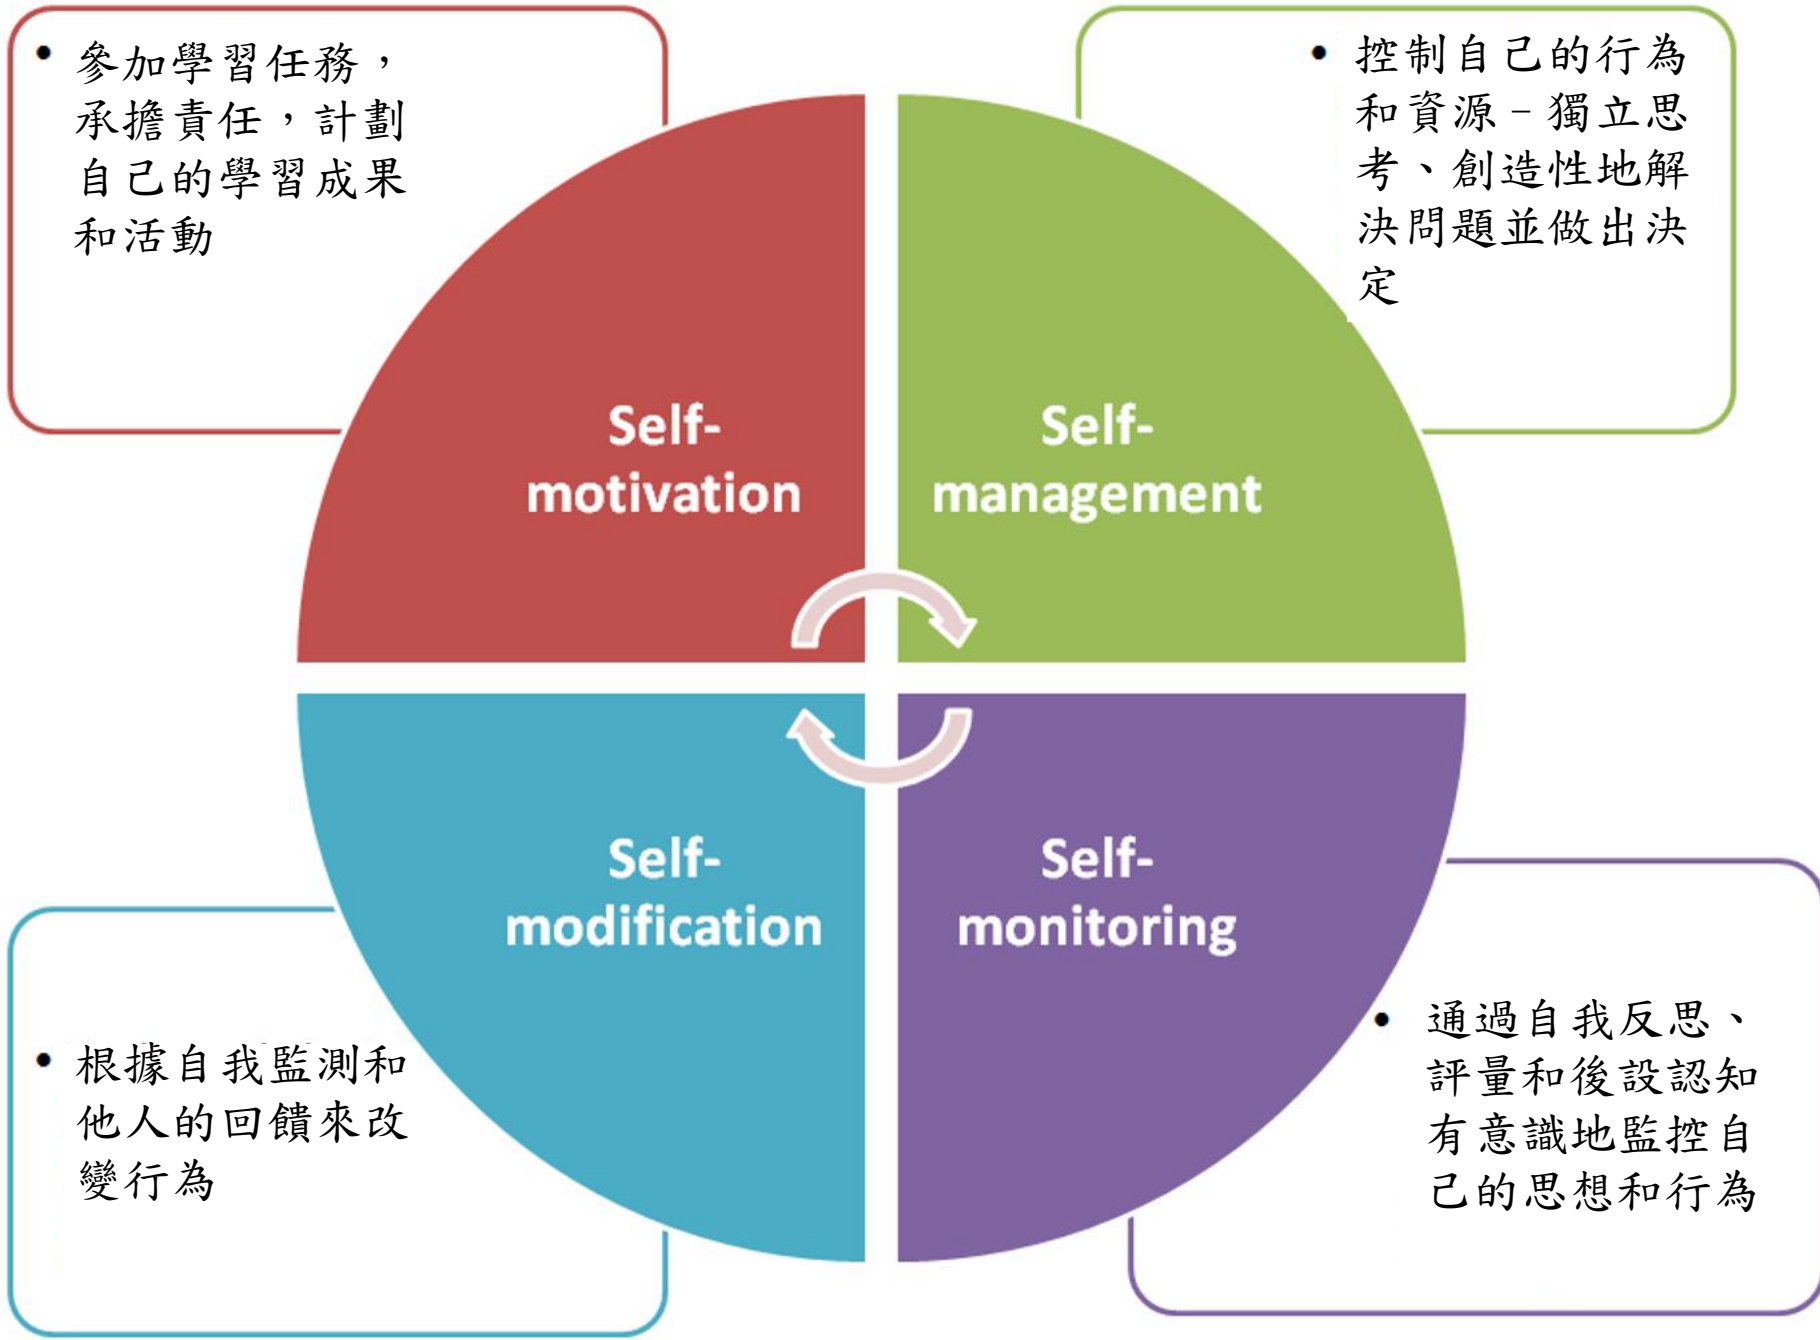 • 參加學習任務，
承擔責任，計劃
自己的學習成果
和活動
• 控制自己的行為
和資源–獨立思
考、創造性地解
決問題並做出決
定
Self-
motivation
Self-
management
Self-
modification
Self-
monitoring
• 根據自我監測和
他人的回饋來改
變行為
• 通過自我反思、
評量和後設認知
有意識地監控自
己的思想和行為